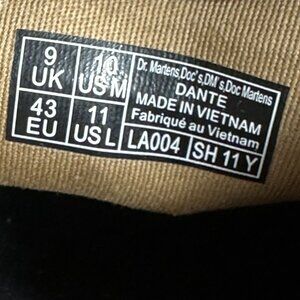 9 UK
10 US M
43 EU
11 US L
Dr. Martens,Doc's,DM's,Doc Martens
DANTE
MADE IN VIETNAM
Fabriqué au Vietnam
LA004
SH 11 Y